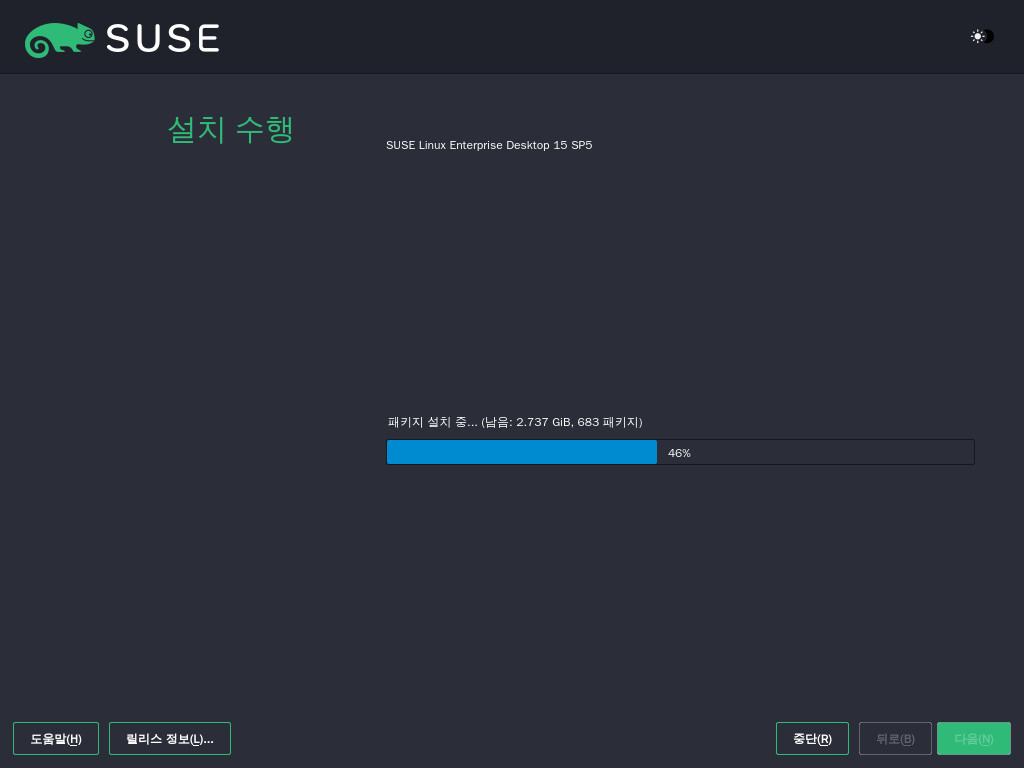 SUSE
설치 수행
SUSE Linux Enterprise Desktop 15 SP5
패키지 설치 중... (남음: 2.737 GiB, 683 패키지)
46%
도움말(H)
릴리스 정보(L)...
중단(R)
뒤로(B)
다음(N)